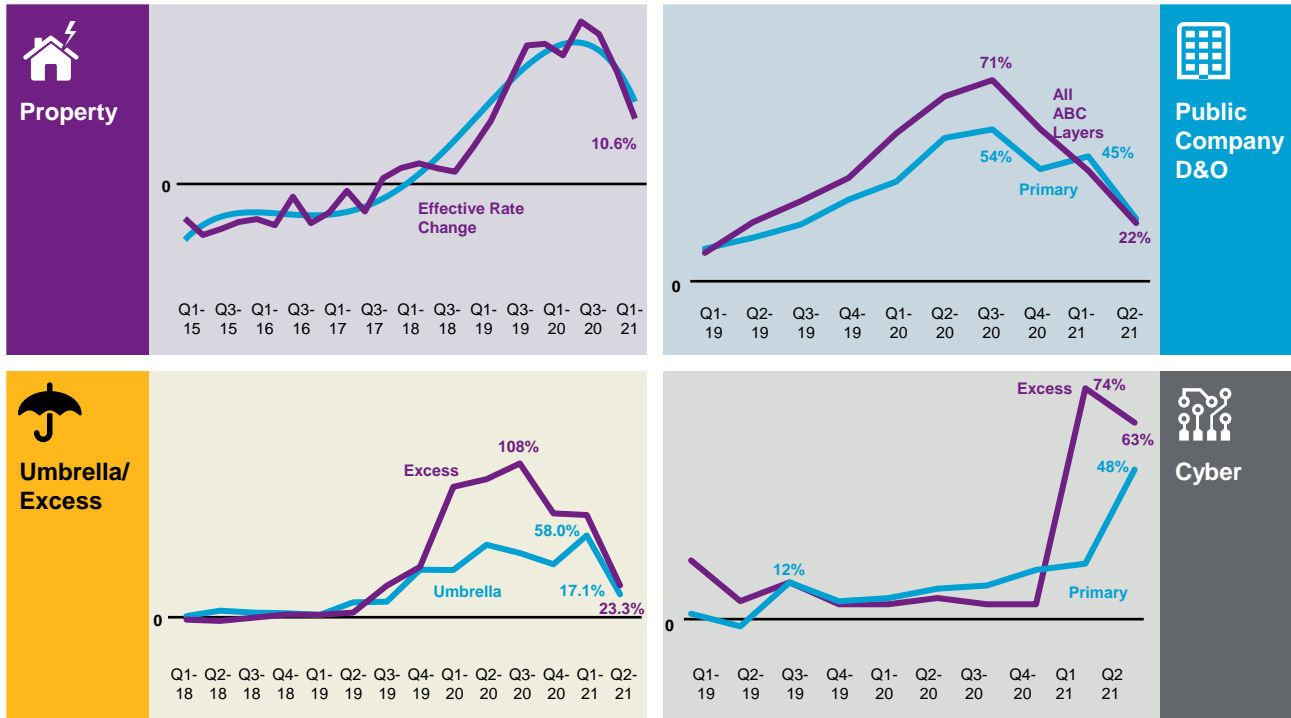 Property
10.6%
0
Effective Rate
Change
Q1- Q3- Q1- Q3- Q1- Q3- Q1- Q3- Q1- Q3- Q1- Q3- Q1-
15 15 16 16 17 17 18 18 19 19 20 20 21
Public
Company
D&O
71%
All
ABC
Layers
54%
45%
Primary
22%
0
Q1- Q2- Q3- Q4- Q1- Q2- Q3- Q4- Q1- Q2-
19 19 19 19 20 20 20 20 21 21
Umbrella/
Excess
108%
Excess
58.0%
Umbrella
17.1%
23.3%
0
Q1- Q2- Q3- Q4- Q1- Q2- Q3- Q4- Q1- Q2- Q3- Q4- Q1- Q2-
18 18 18 18 19 19 19 19 20 20 20 20 21 21
Cyber
Excess
74%
63%
48%
12%
Primary
0
Q1- Q2- Q3- Q4- Q1- Q2- Q3- Q4- Q1 Q2
19 19 19 19 20 20 20 20 21 21